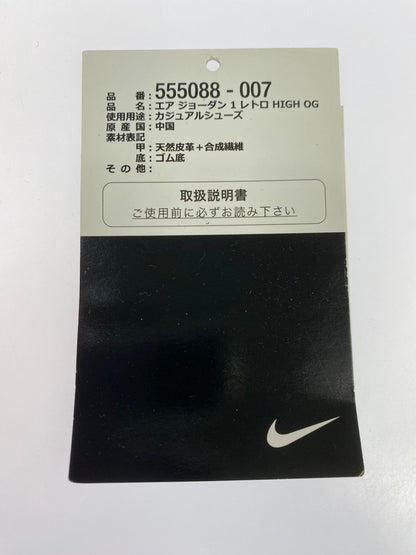 品　番：555088 - 007
品　名：エア ジョーダン 1 レトロ HIGH OG
使用用途：カジュアルシューズ
原 産 国：中国
素材表記
甲：天然皮革＋合成繊維
底：ゴム底
そ の 他：
取扱説明書
ご使用前に必ずお読み下さい